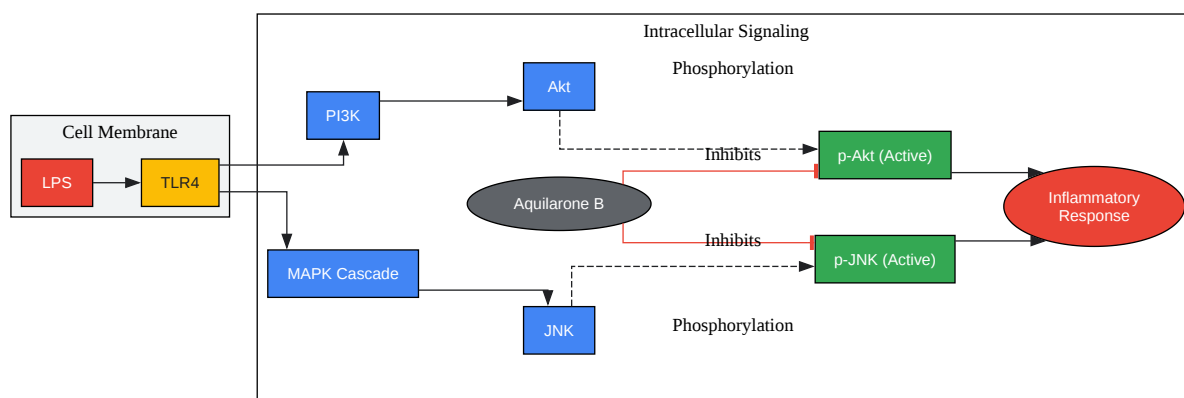 Intracellular Signaling
Phosphorylation
Akt
PI3K
Cell Membrane
LPS
TLR4
Inhibits
p-Akt (Active)
Aquilarone B
Inflammatory
Response
Inhibits
p-JNK (Active)
MAPK Cascade
JNK
Phosphorylation